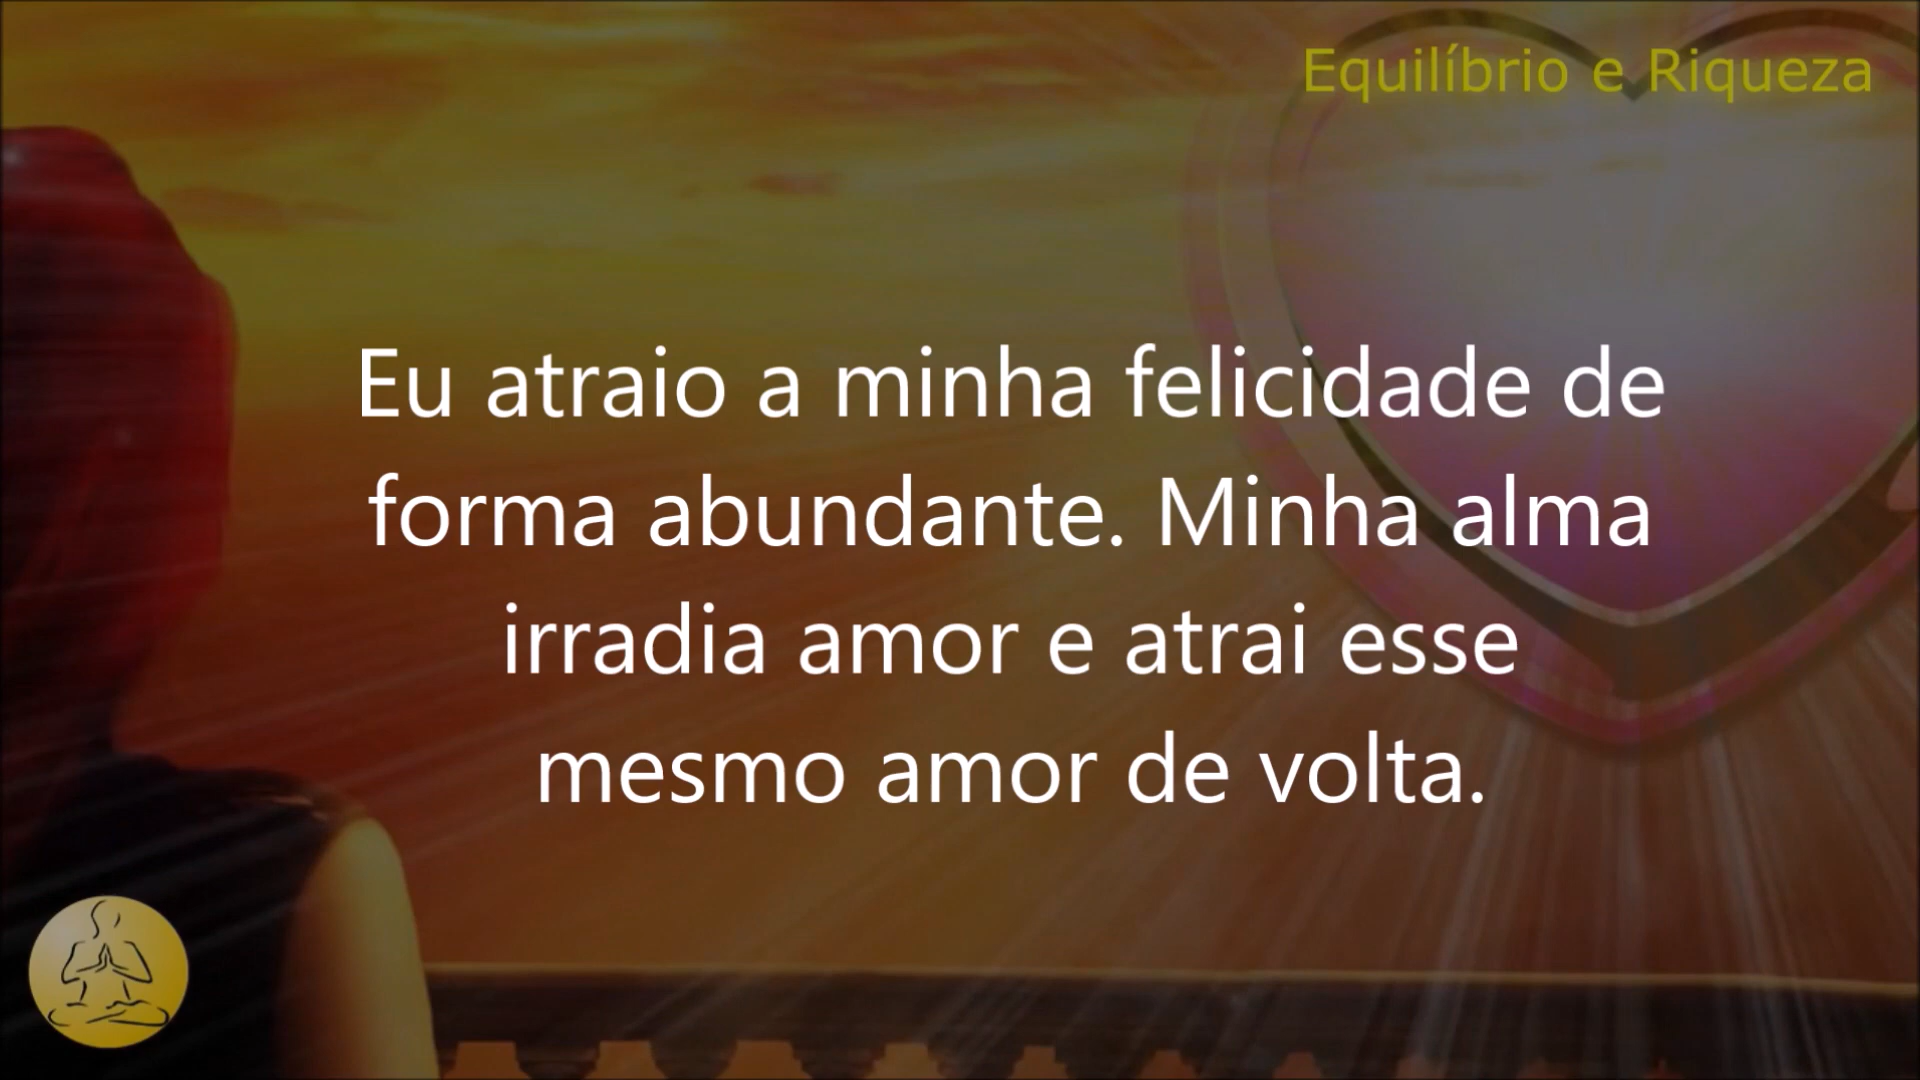 Equilíbrio e Riqueza
Eu atraio a minha felicidade de
forma abundante. Minha alma
irradia amor e atrai esse
mesmo amor de volta.